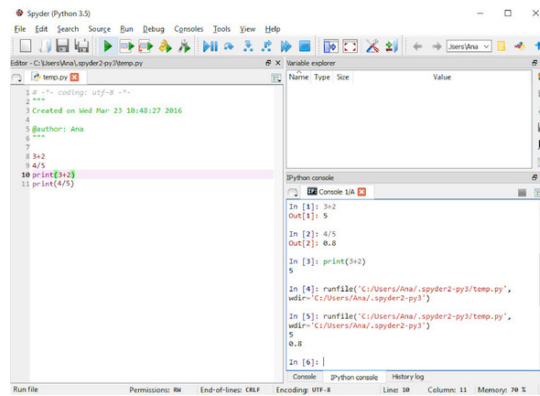 Spyder (Python 3.5)
File Edit Search Source Run Debug Consoles Tools View Help
Editor - C:\Users\Ana\.spyder2-py3\temp.py
temp.py
1 # -*- coding: utf-8 -*-
2 """
3 Created on Wed Mar 23 10:48:27 2016
4
5 @author: Ana
6 """
7
8 3+2
9 4/5
10 print(3+2)
11 print(4/5)
Jsers\Ana
Variable explorer
Name Type Size Value
IPython console
Console 1/A
In [1]: 3+2
Out[1]: 5
In [2]: 4/5
Out[2]: 0.8
In [3]: print(3+2)
5
In [4]: runfile('C:/Users/Ana/.spyder2-py3/temp.py',
wdir='C:/Users/Ana/.spyder2-py3')
In [5]: runfile('C:/Users/Ana/.spyder2-py3/temp.py',
wdir='C:/Users/Ana/.spyder2-py3')
5
0.8
In [6]:
Console IPython console History log
Run file Permissions: RW End-of-lines: CRLF Encoding: UTF-8 Line: 10 Column: 11 Memory: 70 %